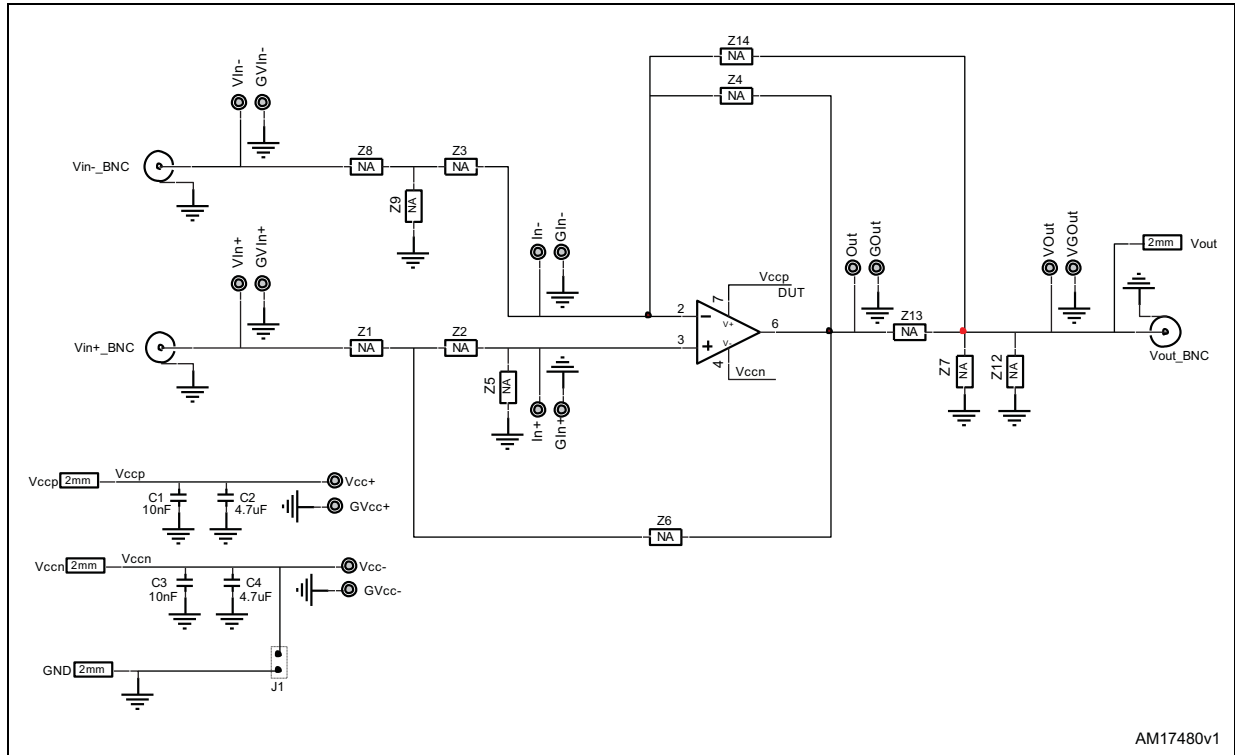 Z14
NA
Z4
NA
VIn-
GVIn-
Vin-_BNC
Z8
NA
Z3
NA
Z9
NA
In-
GIn-
VIn+
GVIn+
Vin+_BNC
Z1
NA
Z2
NA
Z5
NA
In+
GIn+
2
3
7
Vccp
DUT
V+
V-
6
4
Vccn
Out
GOut
Z13
NA
VOut
VGOut
2mm
Vout
Z7
NA
Z12
NA
Vout_BNC
Z6
NA
Vccp
2mm
Vccp
C1
10nF
C2
4.7uF
Vcc+
GVcc+
Vccn
2mm
Vccn
C3
10nF
C4
4.7uF
Vcc-
GVcc-
GND
2mm
J1
AM17480v1